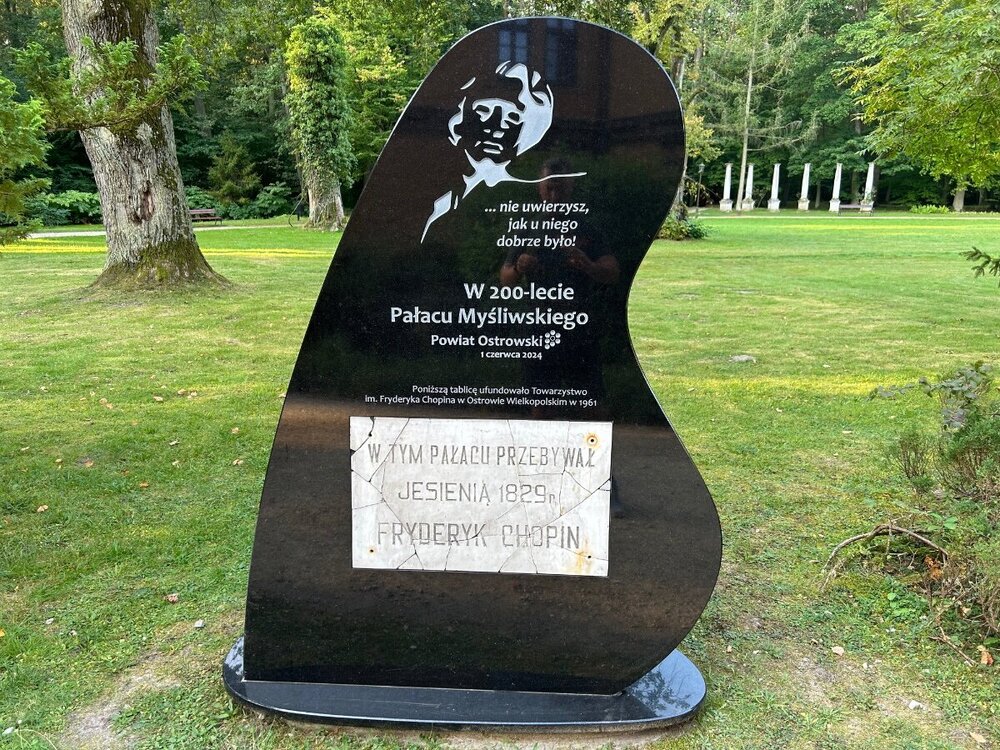 ... nie uwierzysz,
jak u niego
dobrze było!
W 200-lecie
Pałacu Myśliwskiego
Powiat Ostrowski
1 czerwca 2024
Poniższą tablicę ufundowało Towarzystwo
im. Fryderyka Chopina w Ostrowie Wielkopolskim w 1961
W TYM PAŁACU PRZEBYWAŁ
JESIENIĄ 1829 r.
FRYDERYK CHOPIN